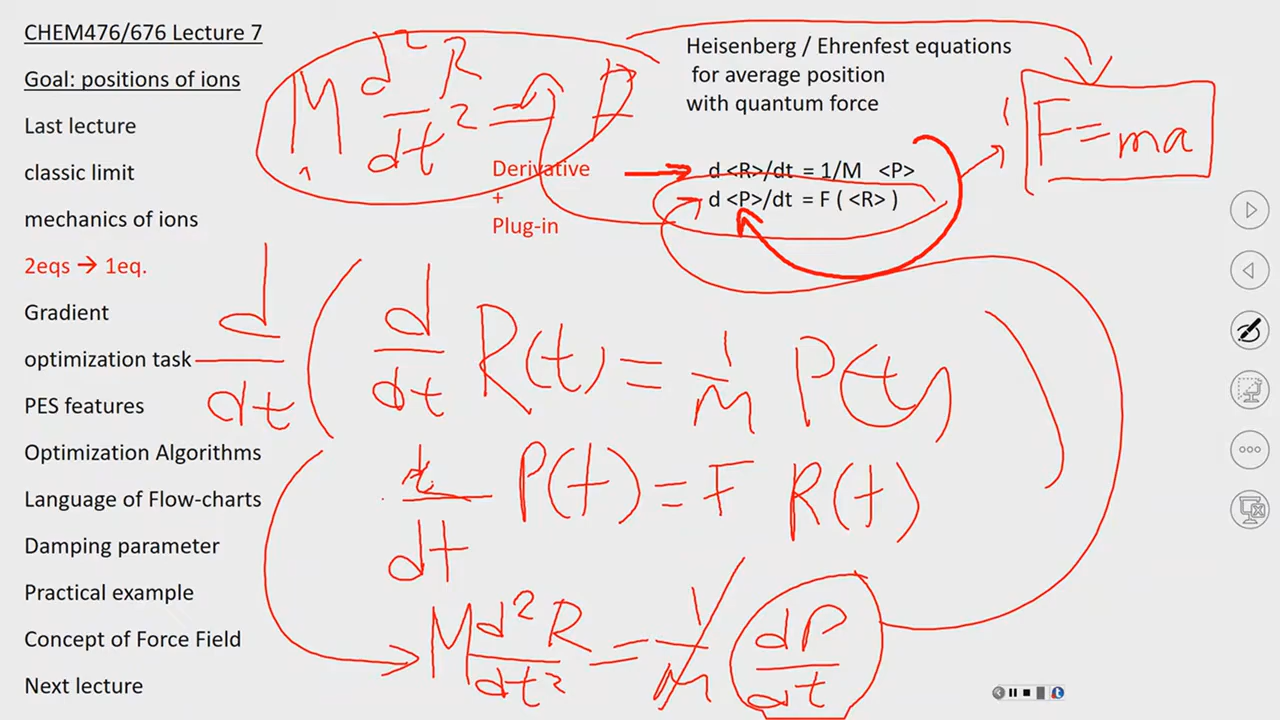 CHEM476/676 Lecture 7
Goal: positions of ions
Last lecture
classic limit
mechanics of ions
2eqs → 1eq.
Gradient
optimization task
PES features
Optimization Algorithms
Language of Flow-charts
Damping parameter
Practical example
Concept of Force Field
Next lecture
Heisenberg / Ehrenfest equations
for average position
with quantum force
M d²R/dt² =
F=ma
Derivative
+
Plug-in
d <R>/dt = 1/M <P>
d <P>/dt = F ( <R> )
d/dt ( d/dt R(t) = 1/M P(t) )
d/dt P(t) = F R(t)
M d²R/dt² = 1/M dP/dt